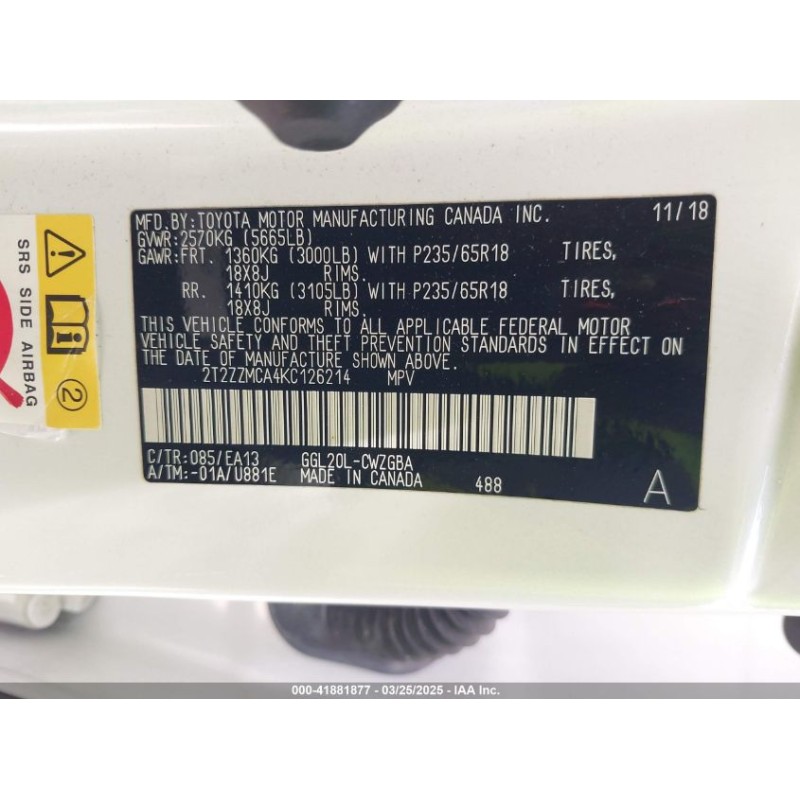 MFD.BY:TOYOTA MOTOR MANUFACTURING CANADA INC. 11/18
GVWR:2570KG (5665LB)
GAWR:FRT. 1360KG (3000LB) WITH P235/65R18 TIRES,
18X8J RIMS.
RR. 1410KG (3105LB) WITH P235/65R18 TIRES,
18X8J RIMS.
THIS VEHICLE CONFORMS TO ALL APPLICABLE FEDERAL MOTOR
VEHICLE SAFETY AND THEFT PREVENTION STANDARDS IN EFFECT ON
THE DATE OF MANUFACTURE SHOWN ABOVE.
2T2ZZMCA4KC126214 MPV
C/TR:085/EA13 GGL20L-CWZGBA
A/TM:-01A/U881E MADE IN CANADA 488 A
SRS SIDE AIRBAG
2
000-41881877 - 03/25/2025 - IAA Inc.